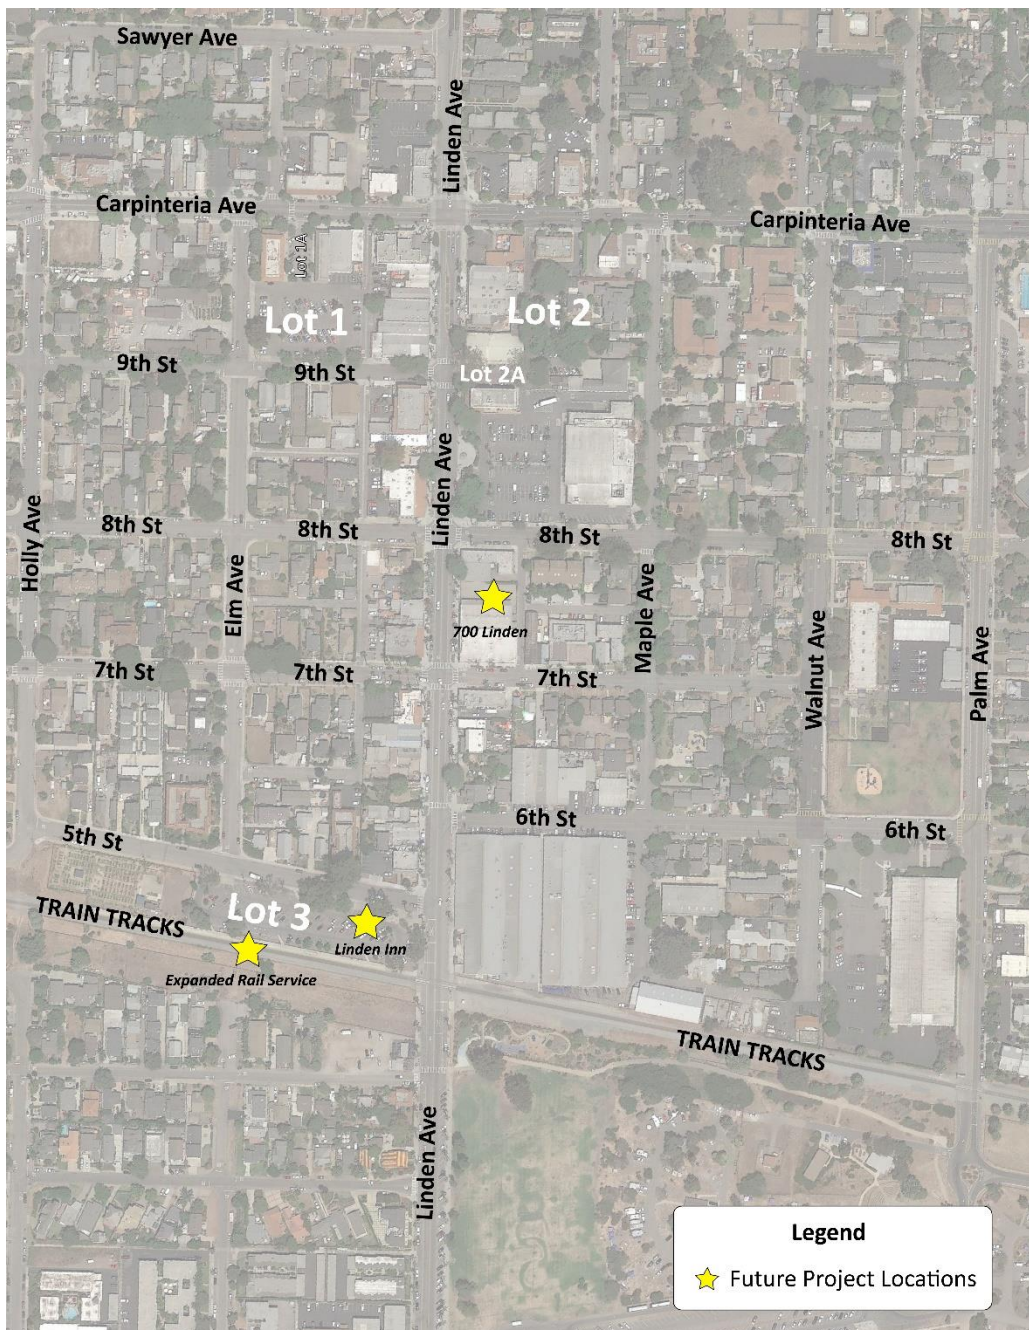 Sawyer Ave
Linden Ave
Carpinteria Ave
Carpinteria Ave
Lot 1A
Lot 1
Lot 2
9th St
9th St
Lot 2A
Linden Ave
Holly Ave
8th St
8th St
8th St
8th St
Elm Ave
700 Linden
Maple Ave
Walnut Ave
Palm Ave
7th St
7th St
7th St
6th St
6th St
5th St
TRAIN TRACKS
Lot 3
Linden Inn
Expanded Rail Service
TRAIN TRACKS
Linden Ave
Legend
Future Project Locations